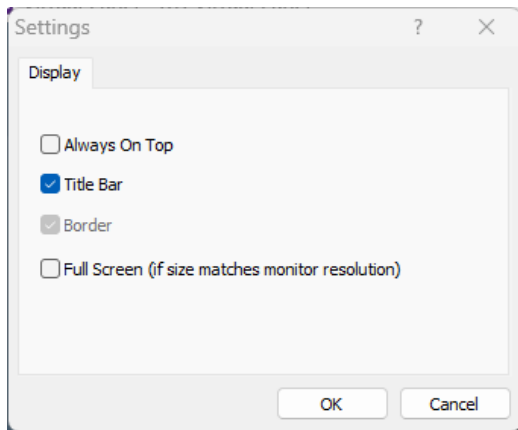 Settings
?
Display
Always On Top
Title Bar
Border
Full Screen (if size matches monitor resolution)
OK
Cancel